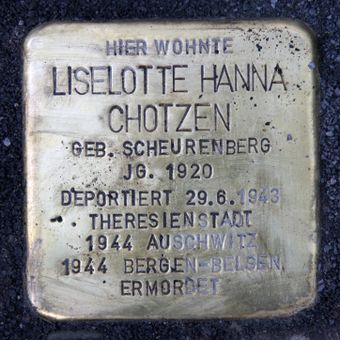 HIER WOHNTE
LISELOTTE HANNA
CHOTZEN
GEB. SCHEURENBERG
JG. 1920
DEPORTIERT 29.6.1943
THERESIENSTADT
1944 AUSCHWITZ
1944 BERGEN-BELSEN
ERMORDET